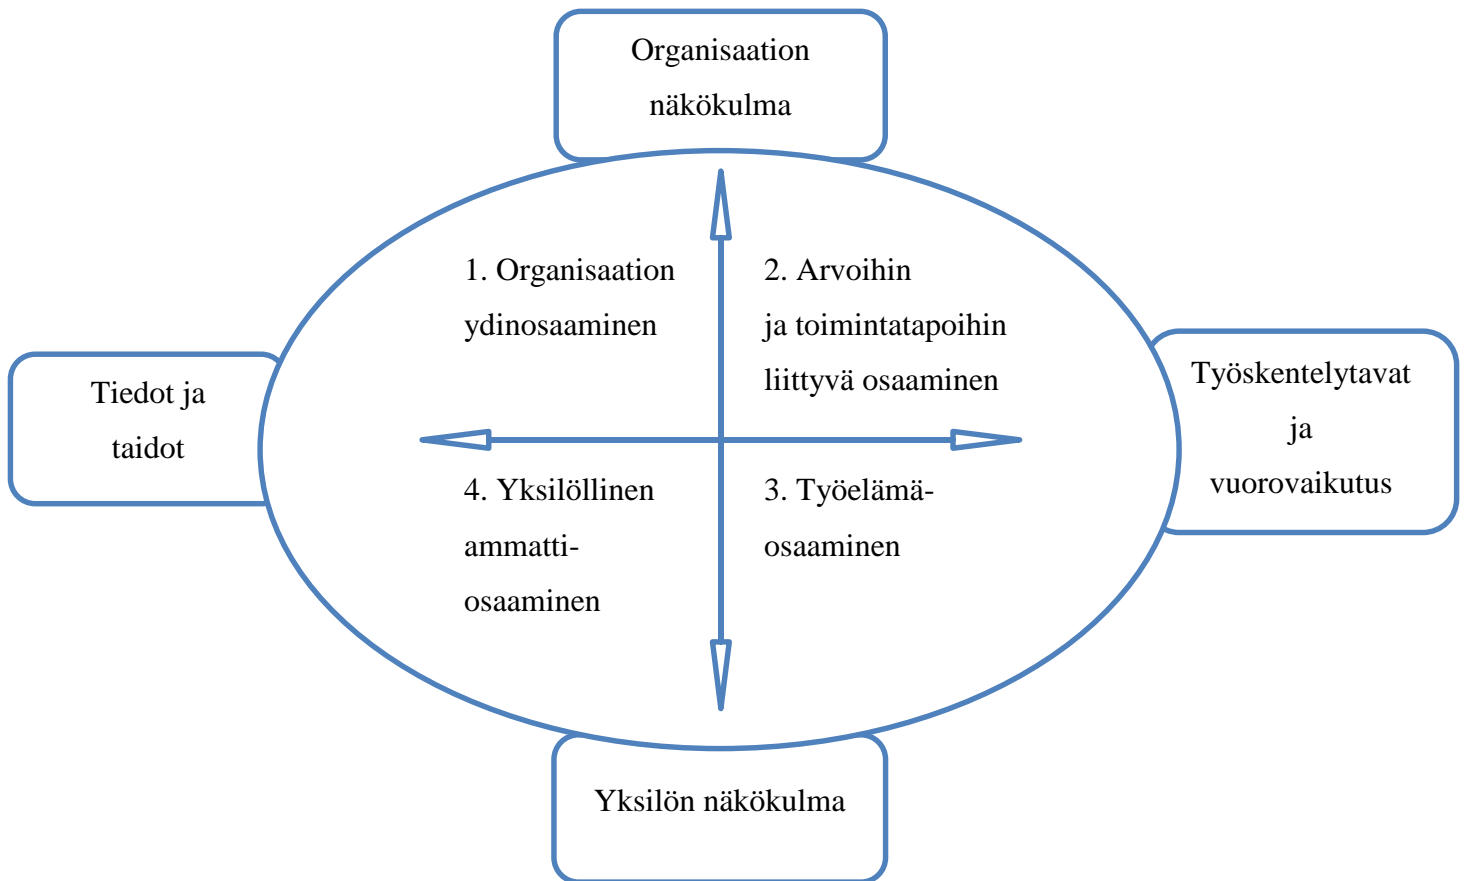 Organisaation
näkökulma
1. Organisaation
ydinosaaminen
2. Arvoihin
ja toimintatapoihin
liittyvä osaaminen
Tiedot ja
taidot
Työskentelytavat
ja
vuorovaikutus
4. Yksilöllinen
ammatti-
osaaminen
3. Työelämä-
osaaminen
Yksilön näkökulma